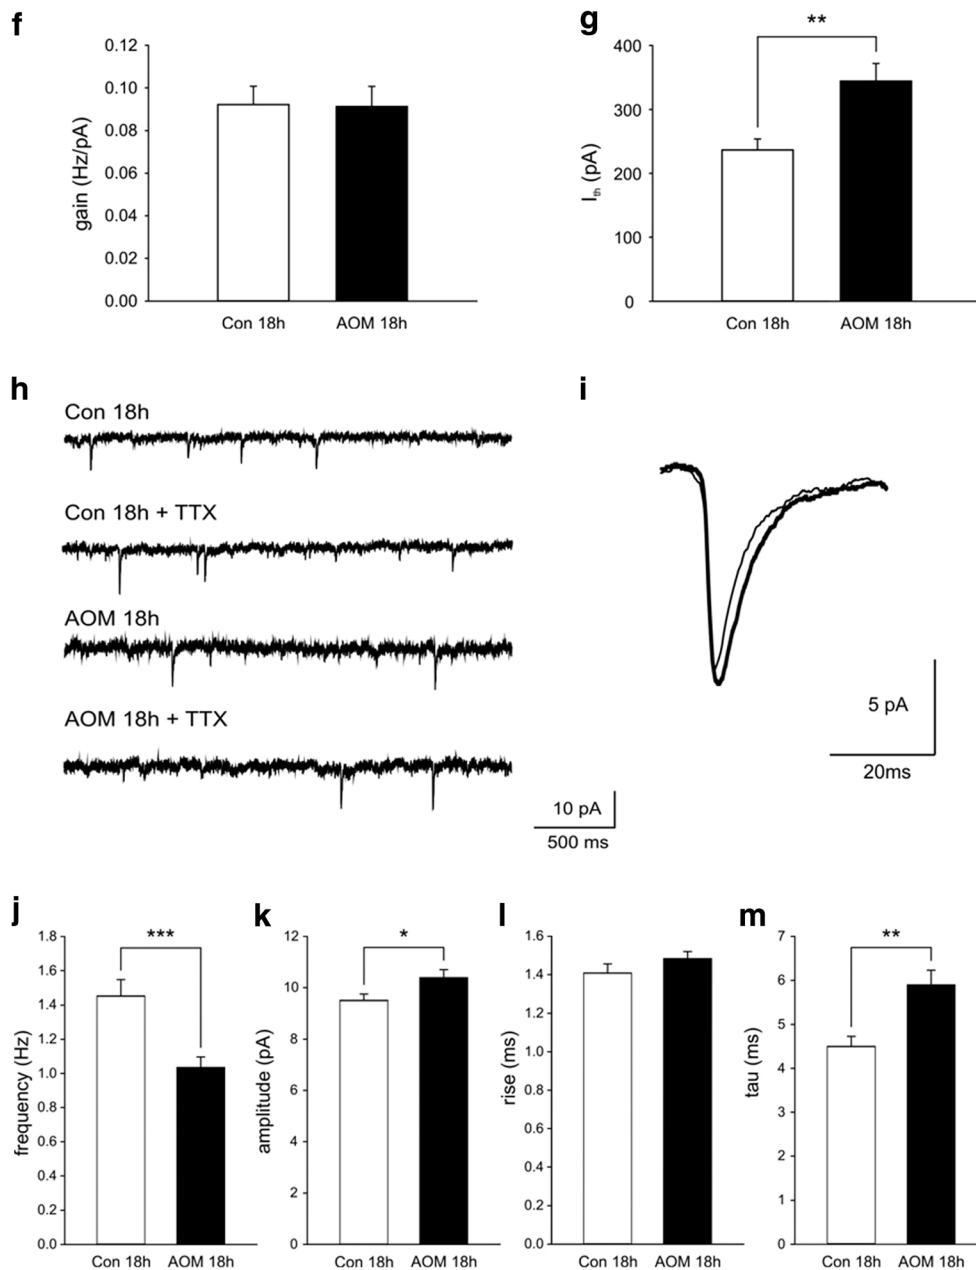 f
gain (Hz/pA)
0.12
0.10
0.08
0.06
0.04
0.02
0.00
Con 18h
AOM 18h
g
**
Ith (pA)
400
300
200
100
0
Con 18h
AOM 18h
h
Con 18h
Con 18h + TTX
AOM 18h
AOM 18h + TTX
10 pA
500 ms
i
5 pA
20ms
j
***
frequency (Hz)
1.8
1.6
1.4
1.2
1.0
0.8
0.6
0.4
0.2
0.0
Con 18h
AOM 18h
k
*
amplitude (pA)
12
10
8
6
4
2
0
Con 18h
AOM 18h
l
rise (ms)
1.6
1.4
1.2
1.0
0.8
0.6
0.4
0.2
0.0
Con 18h
AOM 18h
m
**
tau (ms)
7
6
5
4
3
2
1
0
Con 18h
AOM 18h